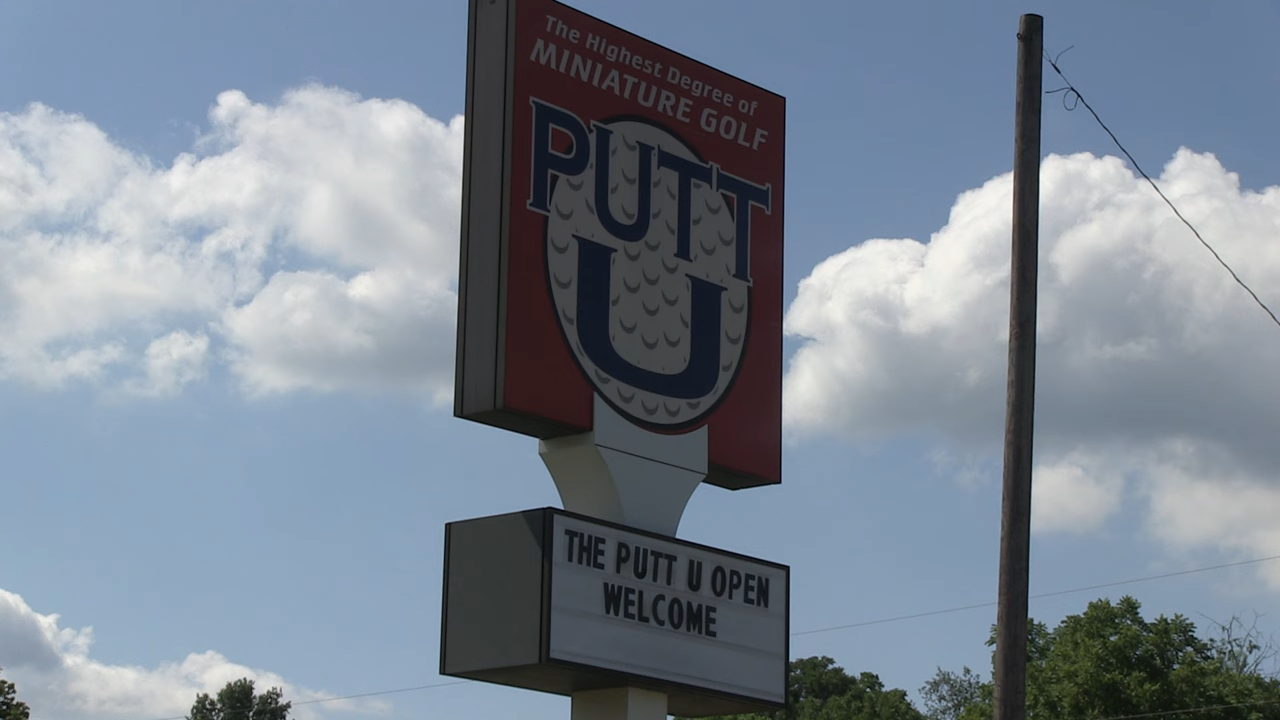 The Highest Degree of
MINIATURE GOLF
PUTT
U
THE PUTT U OPEN
WELCOME